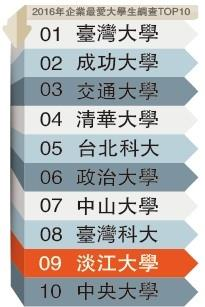 2016年企業最愛大學生調查TOP10
01 臺灣大學
02 成功大學
03 交通大學
04 清華大學
05 台北科大
06 政治大學
07 中山大學
08 臺灣科大
09 淡江大學
10 中央大學